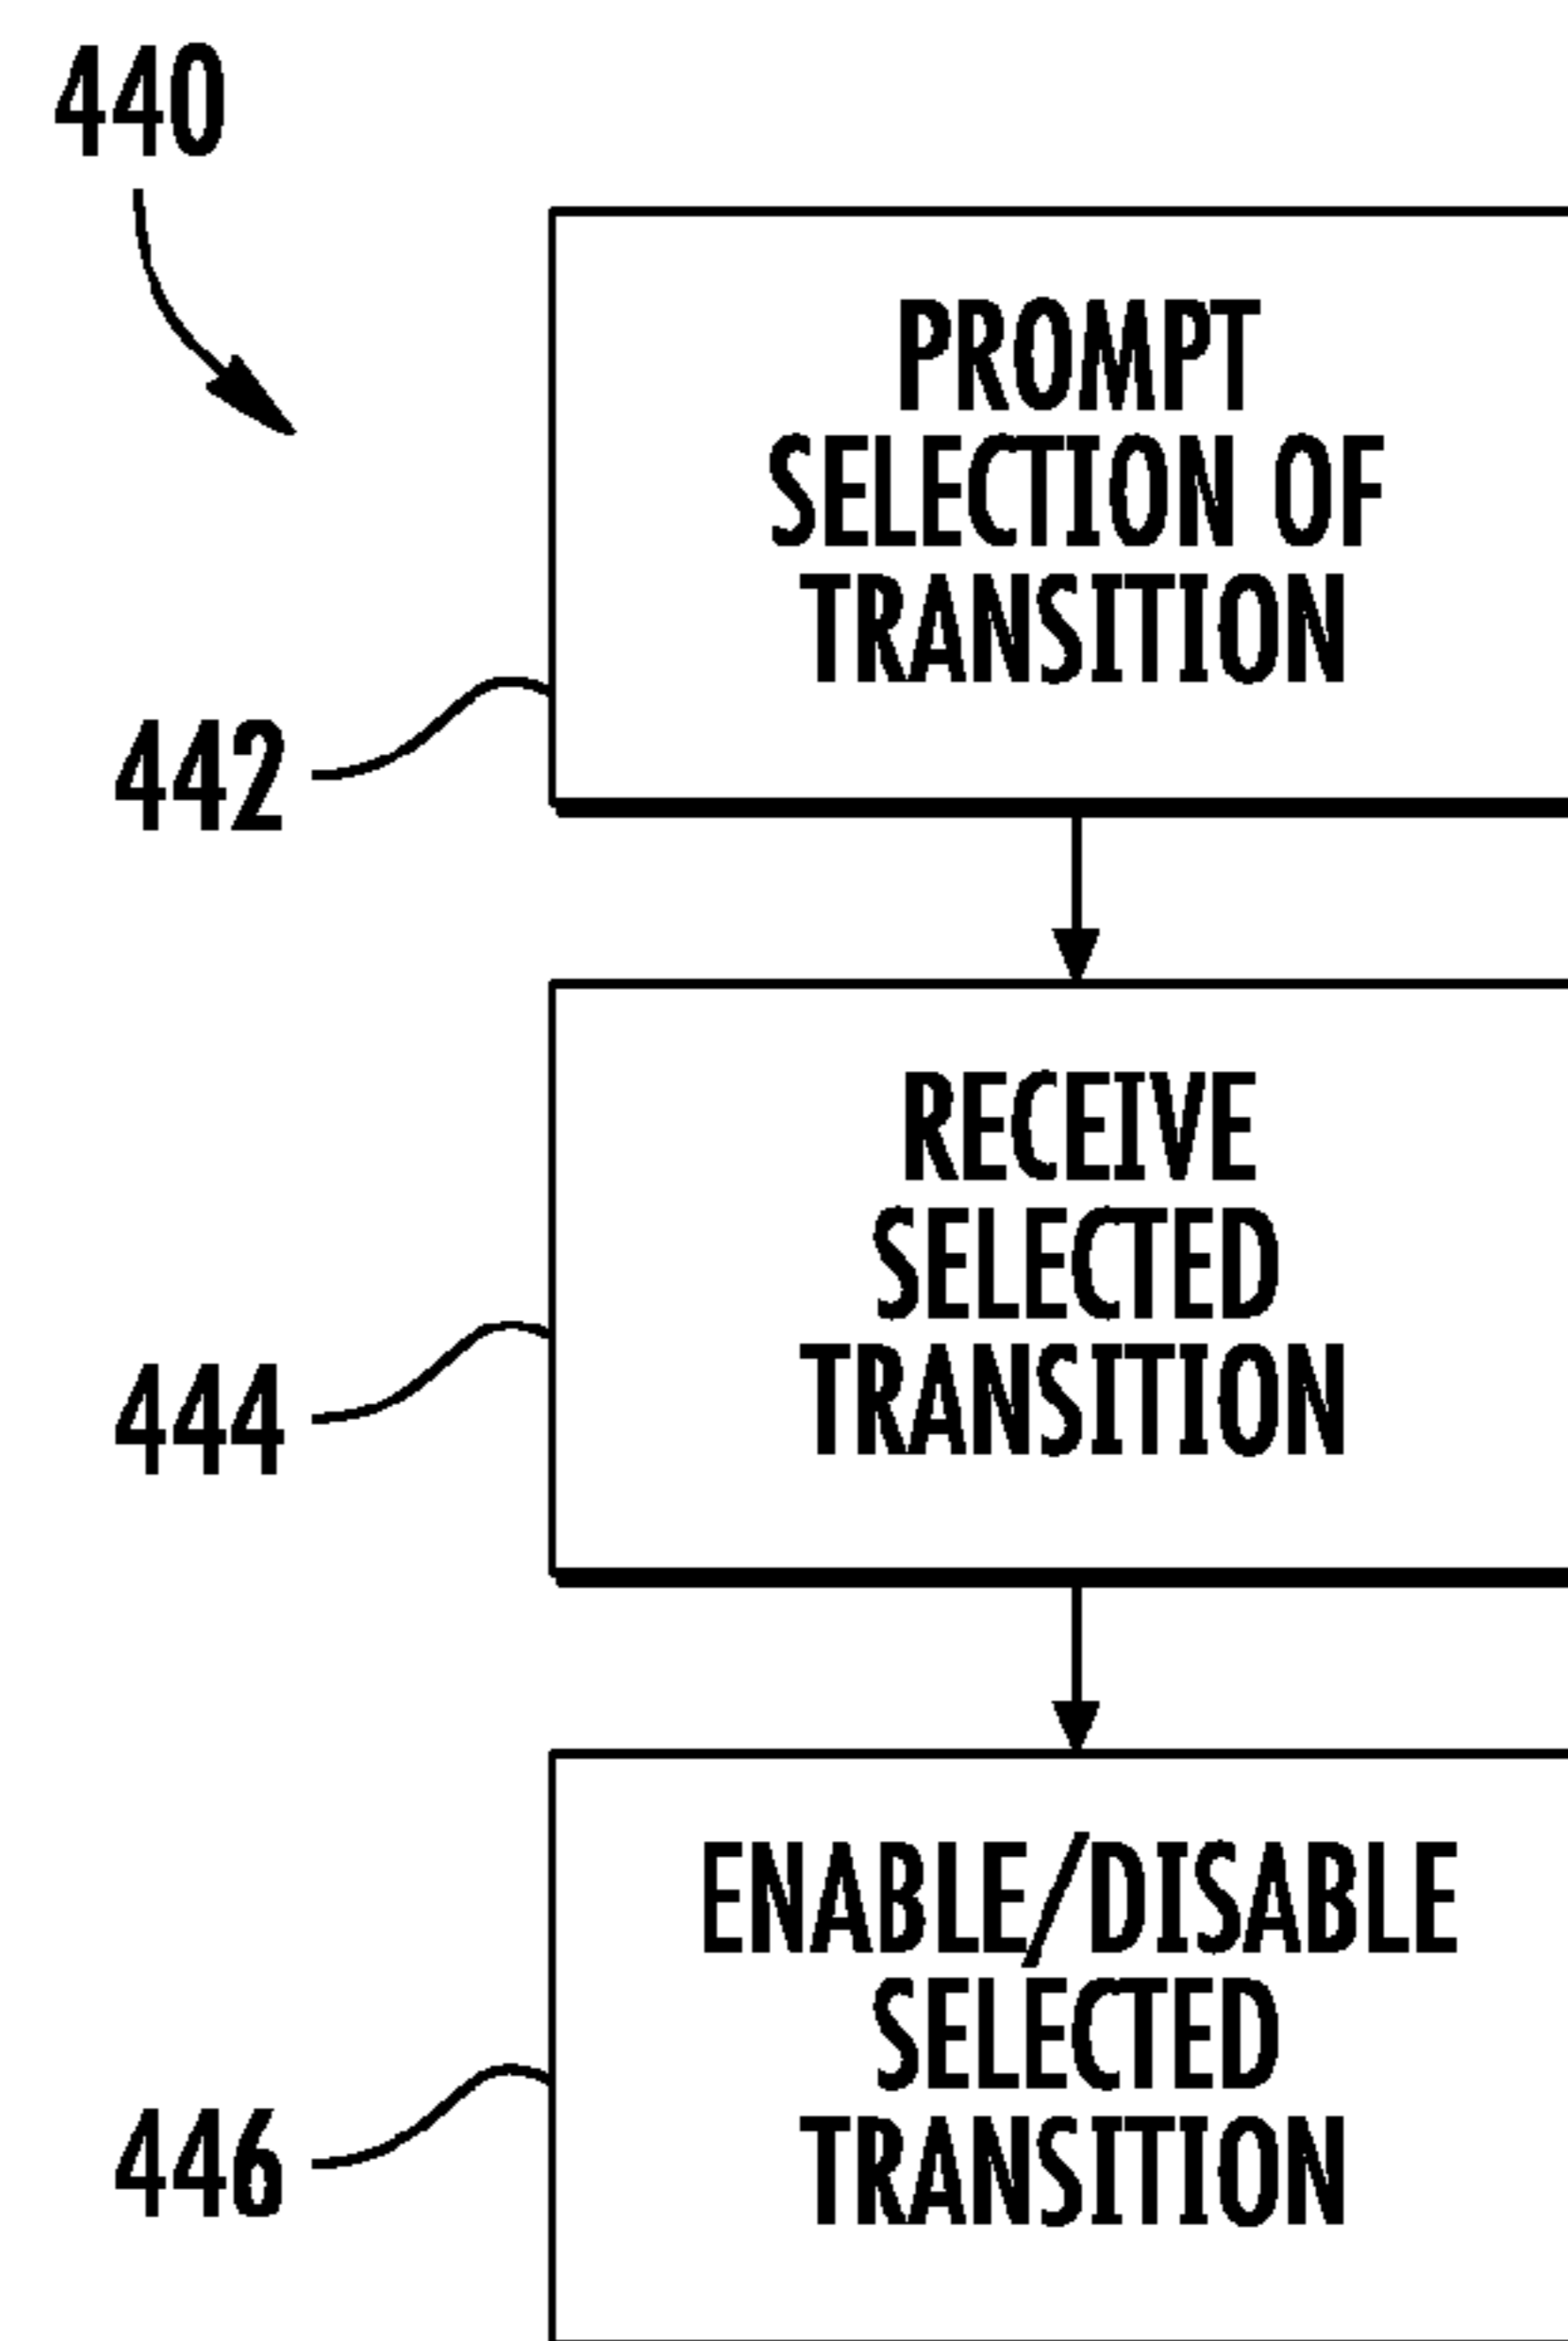 440
PROMPT
SELECTION OF
TRANSITION
442
RECEIVE
SELECTED
TRANSITION
444
ENABLE/DISABLE
SELECTED
TRANSITION
446